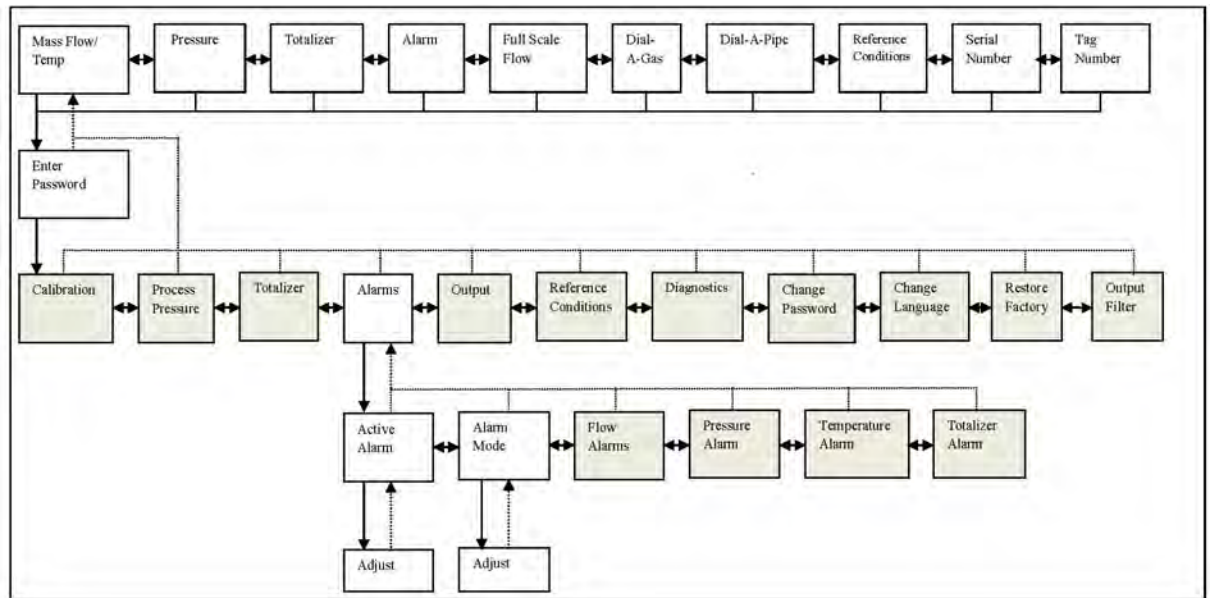 Mass Flow/
Temp
Pressure
Totalizer
Alarm
Full Scale
Flow
Dial-
A-Gas
Dial-A-Pipe
Reference
Conditions
Serial
Number
Tag
Number
Enter
Password
Calibration
Process
Pressure
Totalizer
Alarms
Output
Reference
Conditions
Diagnostics
Change
Password
Change
Language
Restore
Factory
Output
Filter
Active
Alarm
Alarm
Mode
Flow
Alarms
Pressure
Alarm
Temperature
Alarm
Totalizer
Alarm
Adjust
Adjust